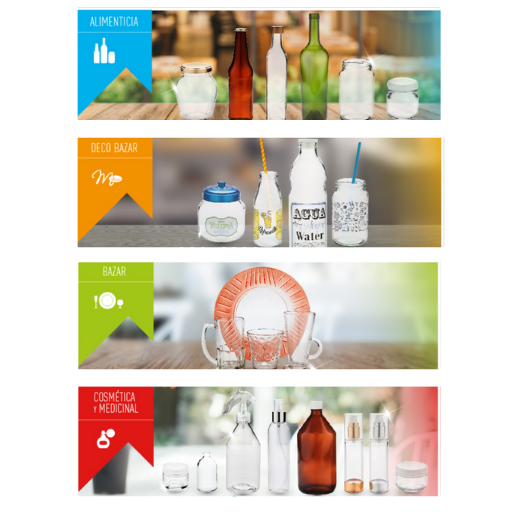 ALIMENTICIA
DECO BAZAR
AGUA
Water
BAZAR
COSMÉTICA
Y MEDICINAL